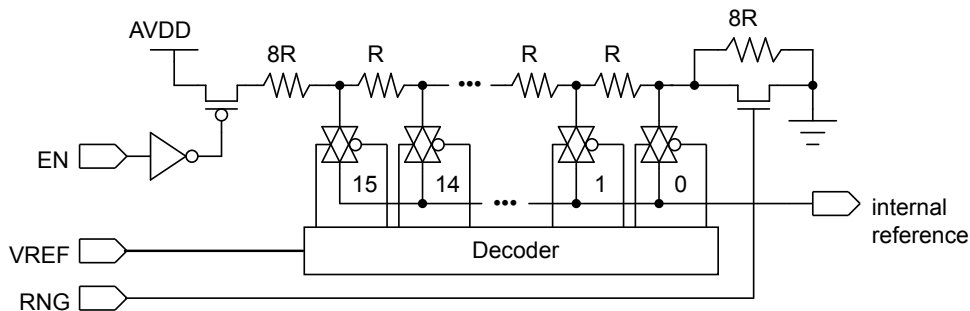 AVDD
8R
R
R
R
8R
EN
15
14
1
0
internal
reference
VREF
Decoder
RNG